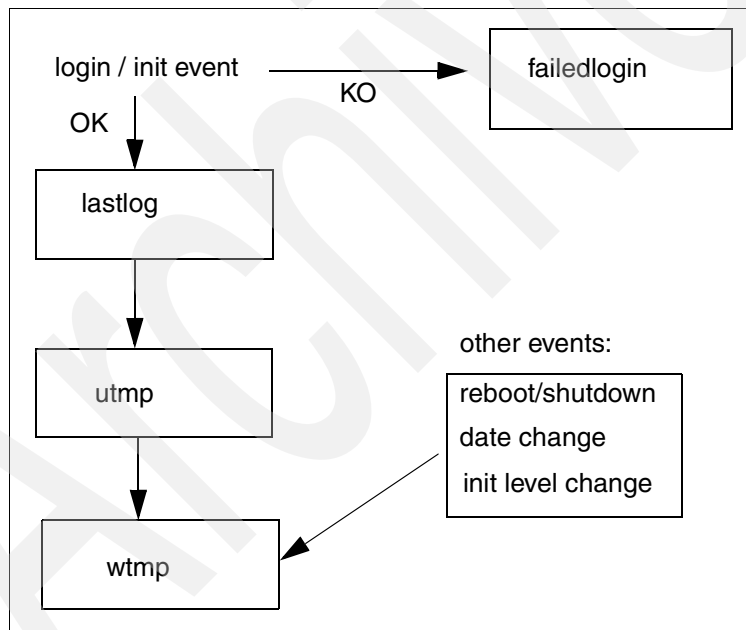 login / init event
KO
failedlogin
OK
lastlog
utmp
other events:
reboot/shutdown
date change
init level change
wtmp